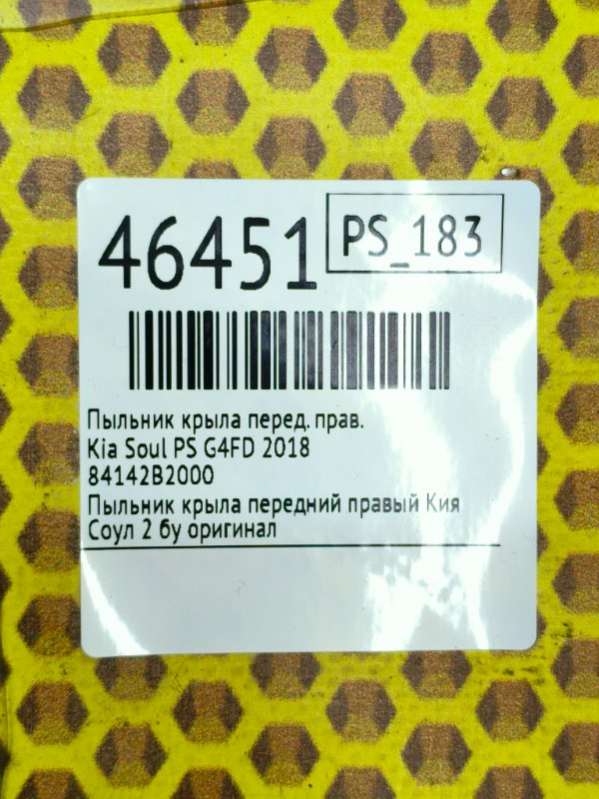 46451
PS_183
Пыльник крыла перед. прав.
Kia Soul PS G4FD 2018
84142B2000
Пыльник крыла передний правый Кия
Соул 2 бу оригинал